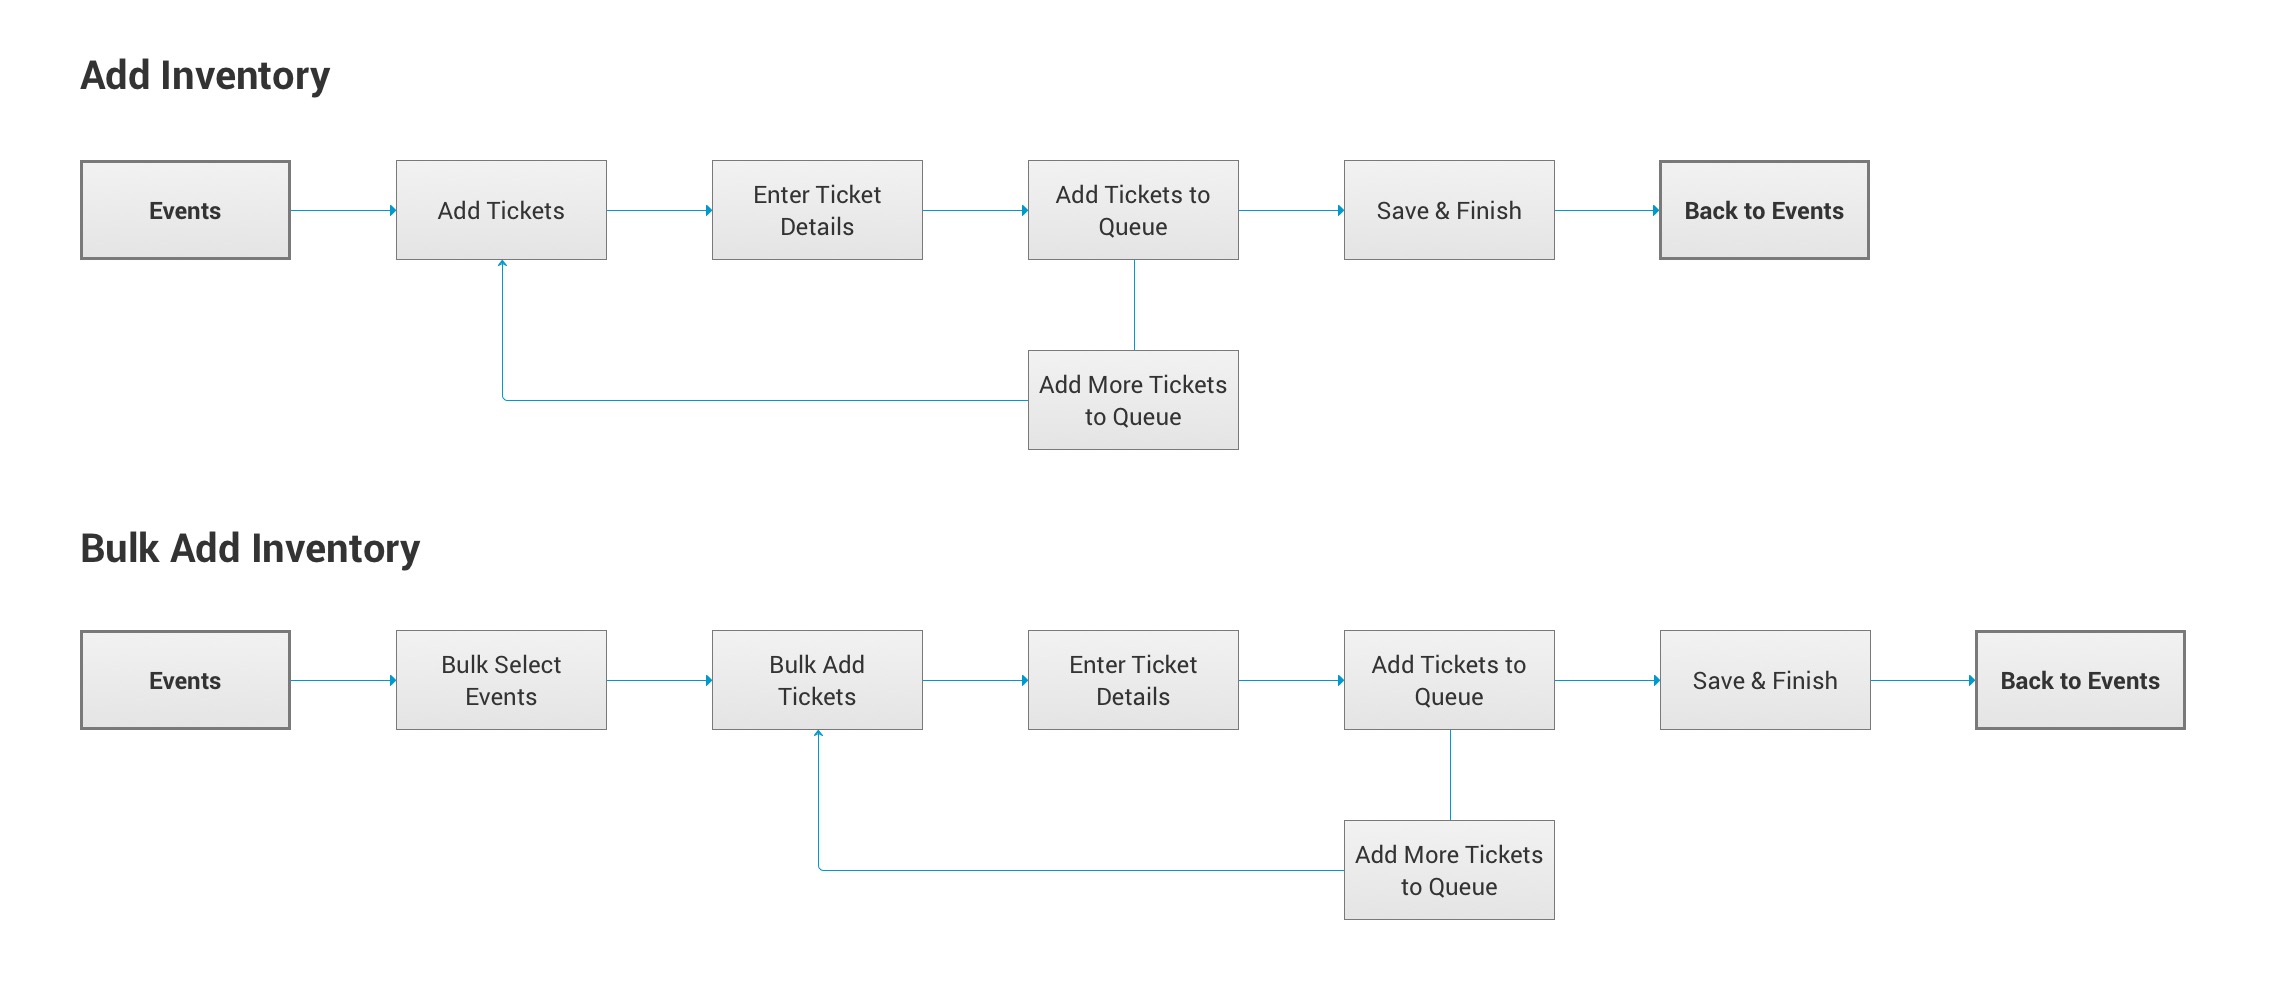 Add Inventory
Events
Add Tickets
Enter Ticket
Details
Add Tickets to
Queue
Save & Finish
Back to Events
Add More Tickets
to Queue
Bulk Add Inventory
Events
Bulk Select
Events
Bulk Add
Tickets
Enter Ticket
Details
Add Tickets to
Queue
Save & Finish
Back to Events
Add More Tickets
to Queue